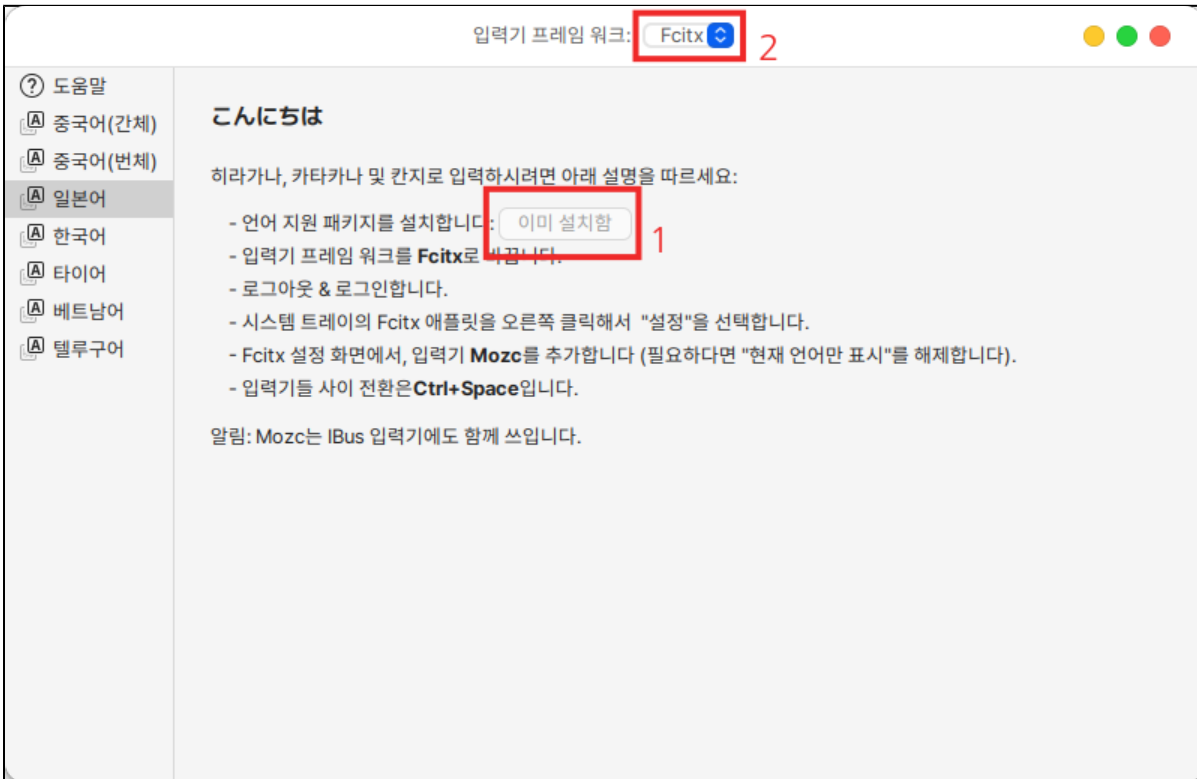 입력기 프레임 워크: Fcitx
2
도움말
중국어(간체)
중국어(번체)
일본어
한국어
타이어
베트남어
텔루구어
こんにちは
히라가나, 카타카나 및 칸지로 입력하시려면 아래 설명을 따르세요:
- 언어 지원 패키지를 설치합니다: 이미 설치함
1
- 입력기 프레임 워크를 Fcitx로 바꿉니다.
- 로그아웃 & 로그인합니다.
- 시스템 트레이의 Fcitx 애플릿을 오른쪽 클릭해서 "설정"을 선택합니다.
- Fcitx 설정 화면에서, 입력기 Mozc를 추가합니다 (필요하다면 "현재 언어만 표시"를 해제합니다).
- 입력기들 사이 전환은Ctrl+Space입니다.
알림: Mozc는 IBus 입력기에도 함께 쓰입니다.